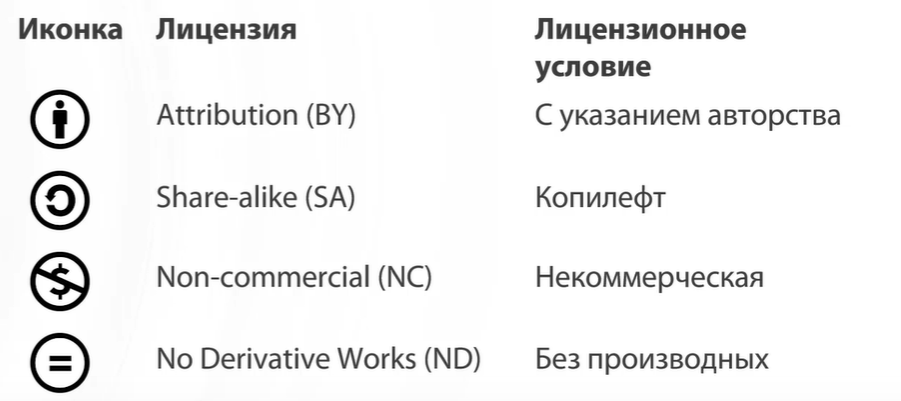 Иконка Лицензия Лицензионное
условие
Attribution (BY) С указанием авторства
Share-alike (SA) Копилефт
Non-commercial (NC) Некоммерческая
No Derivative Works (ND) Без производных